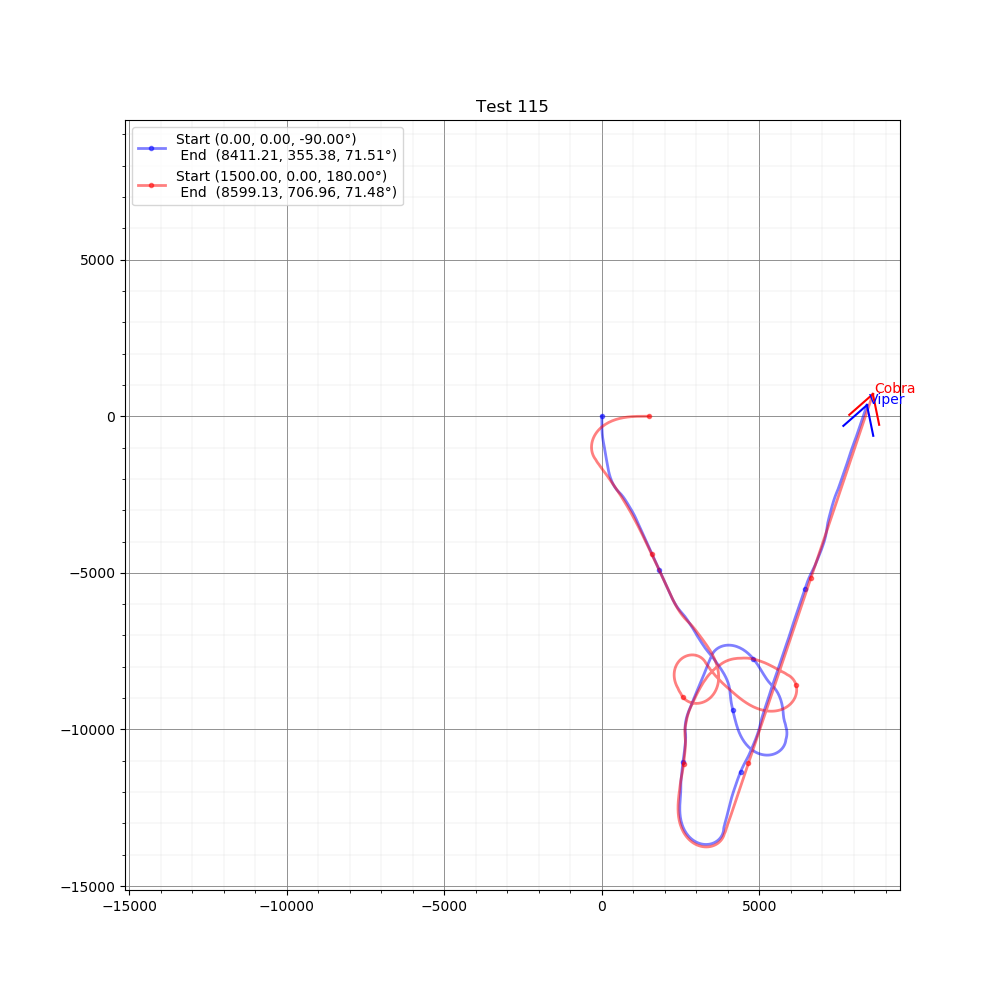 Test 115
Start (0.00, 0.00, -90.00°)
End (8411.21, 355.38, 71.51°)
Start (1500.00, 0.00, 180.00°)
End (8599.13, 706.96, 71.48°)
5000
0
−5000
−10000
−15000
Cobra
Viper
−15000 −10000 −5000 0 5000